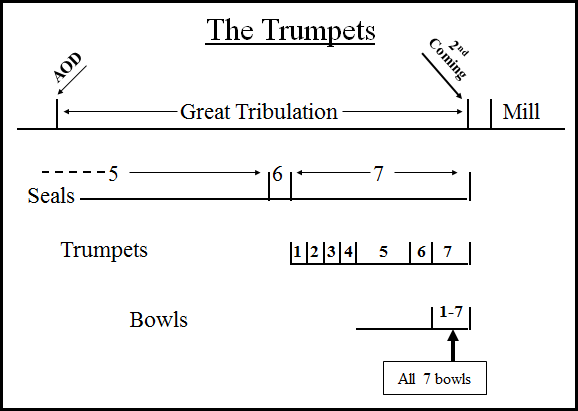 The Trumpets
AOD
2nd
Coming
Great Tribulation
Mill
5 6 7
Seals
Trumpets
1 2 3 4 5 6 7
Bowls
1-7
All 7 bowls